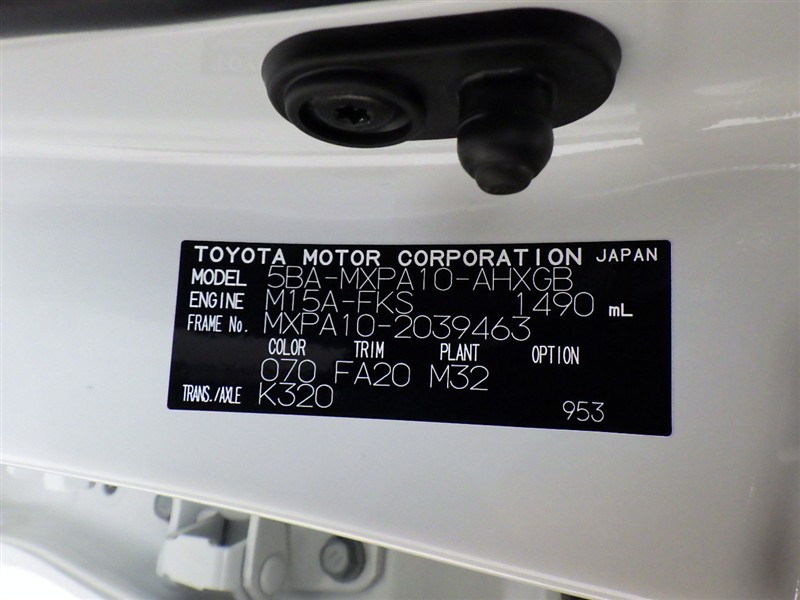 TOYOTA MOTOR CORPORATION JAPAN
MODEL 5BA-MXPA10-AHXGB
ENGINE M15A-FKS 1490 mL
FRAME No. MXPA10-2039463
COLOR TRIM PLANT OPTION
070 FA20 M32
TRANS./AXLE K320 953